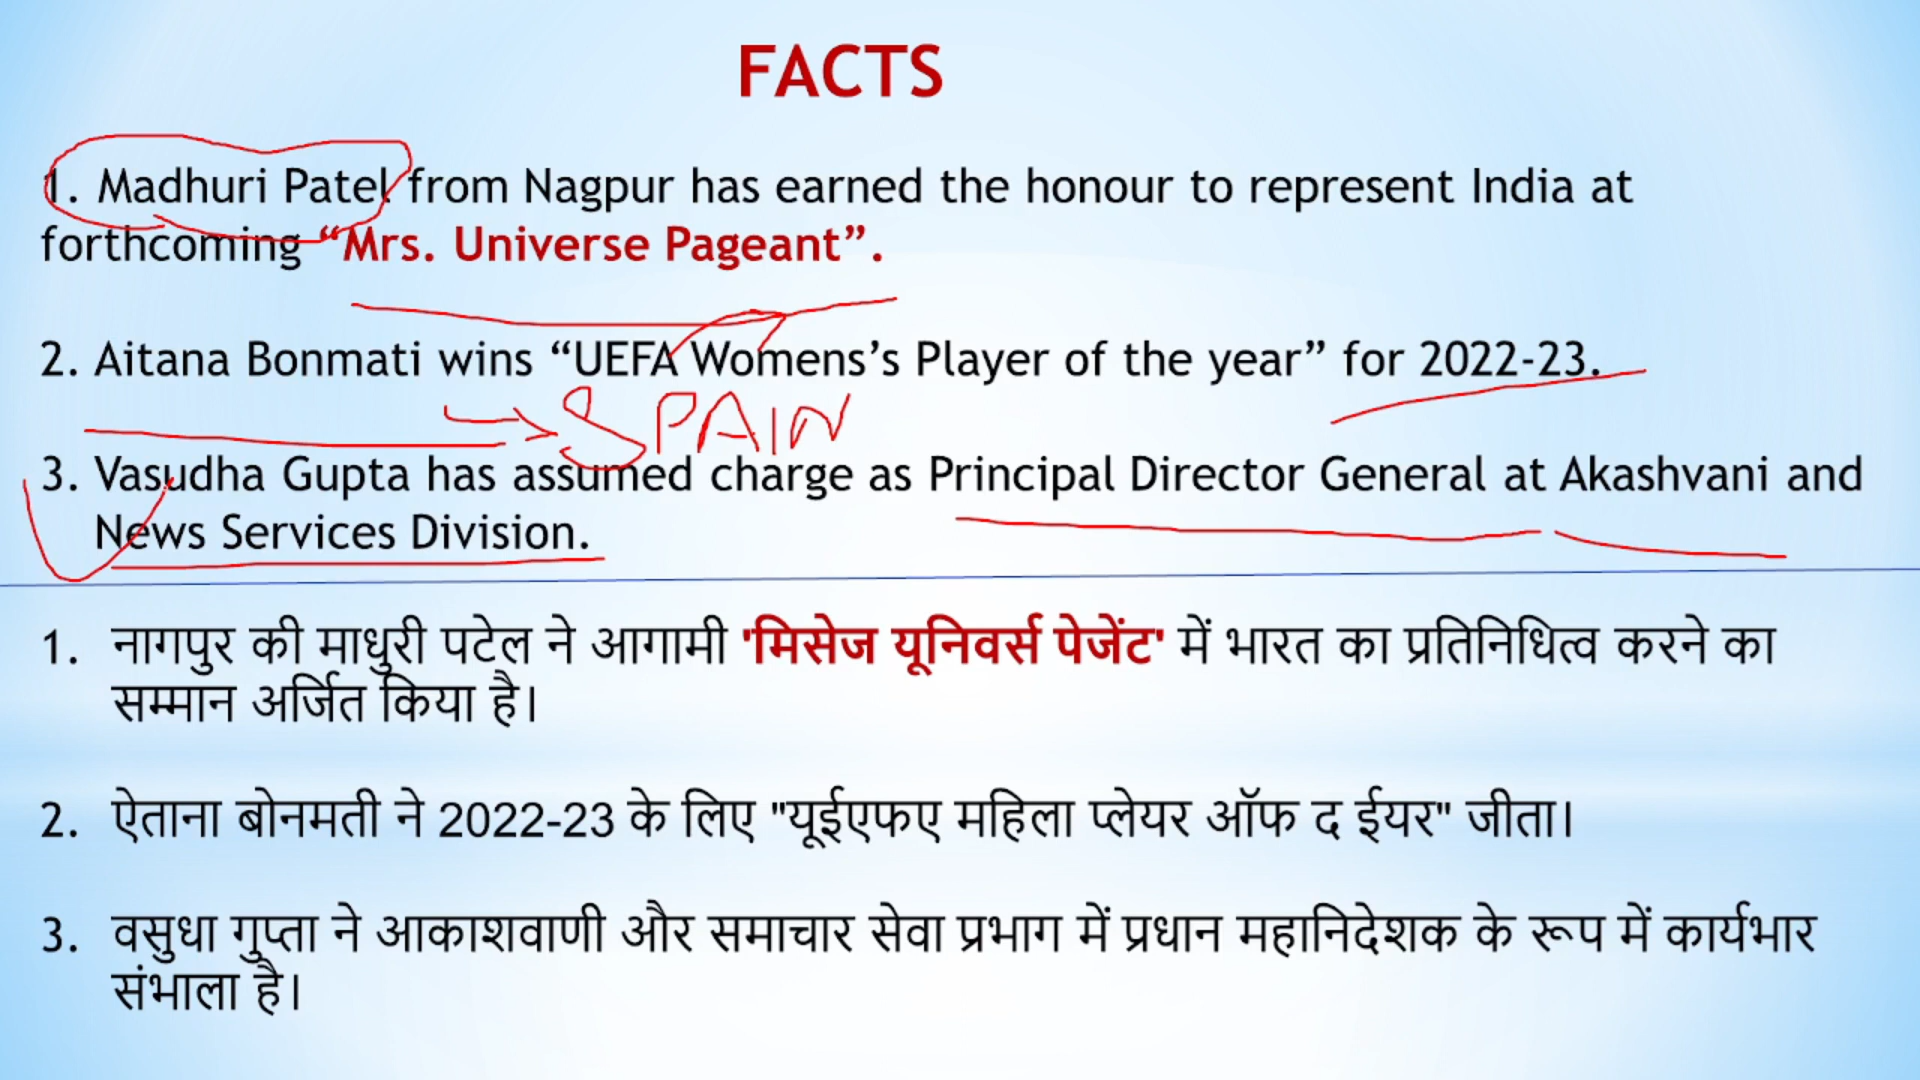 FACTS
1. Madhuri Patel from Nagpur has earned the honour to represent India at
forthcoming “Mrs. Universe Pageant”.
2. Aitana Bonmati wins “UEFA Womens’s Player of the year” for 2022-23.
SPAIN
3. Vasudha Gupta has assumed charge as Principal Director General at Akashvani and
News Services Division.
1. नागपुर की माधुरी पटेल ने आगामी 'मिसेज यूनिवर्स पेजेंट' में भारत का प्रतिनिधित्व करने का
सम्मान अर्जित किया है।
2. ऐताना बोनमती ने 2022-23 के लिए "यूईएफए महिला प्लेयर ऑफ द ईयर" जीता।
3. वसुधा गुप्ता ने आकाशवाणी और समाचार सेवा प्रभाग में प्रधान महानिदेशक के रूप में कार्यभार
संभाला है।